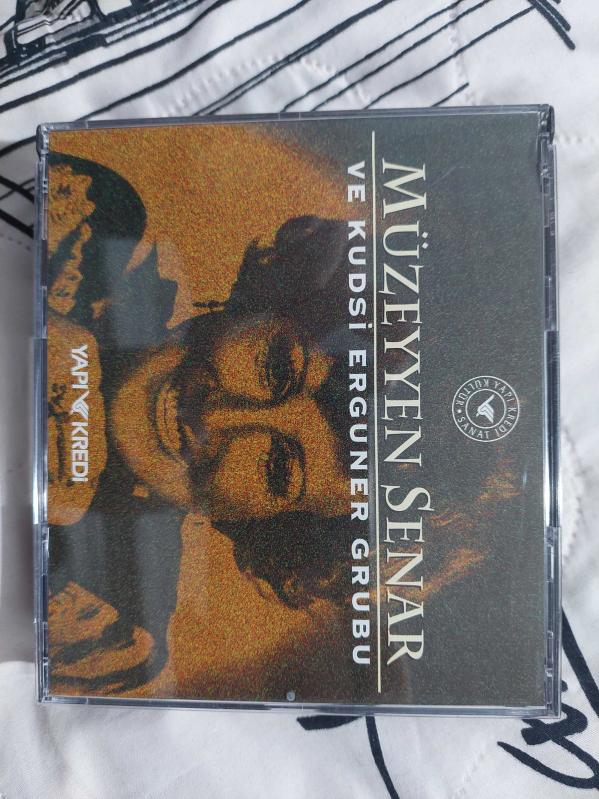 YAPI KREDİ
KÜLTÜR • SANAT
MÜZEYYEN SENAR
VE KUDSİ ERGUNER GRUBU
YAPI KREDİ